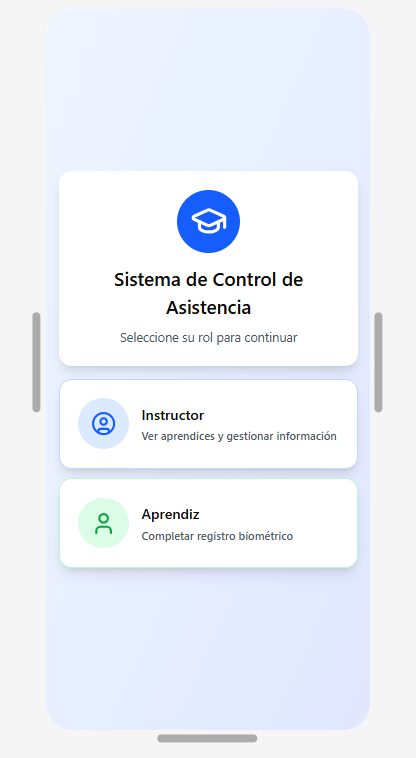 Sistema de Control de
Asistencia
Seleccione su rol para continuar
Instructor
Ver aprendices y gestionar información
Aprendiz
Completar registro biométrico